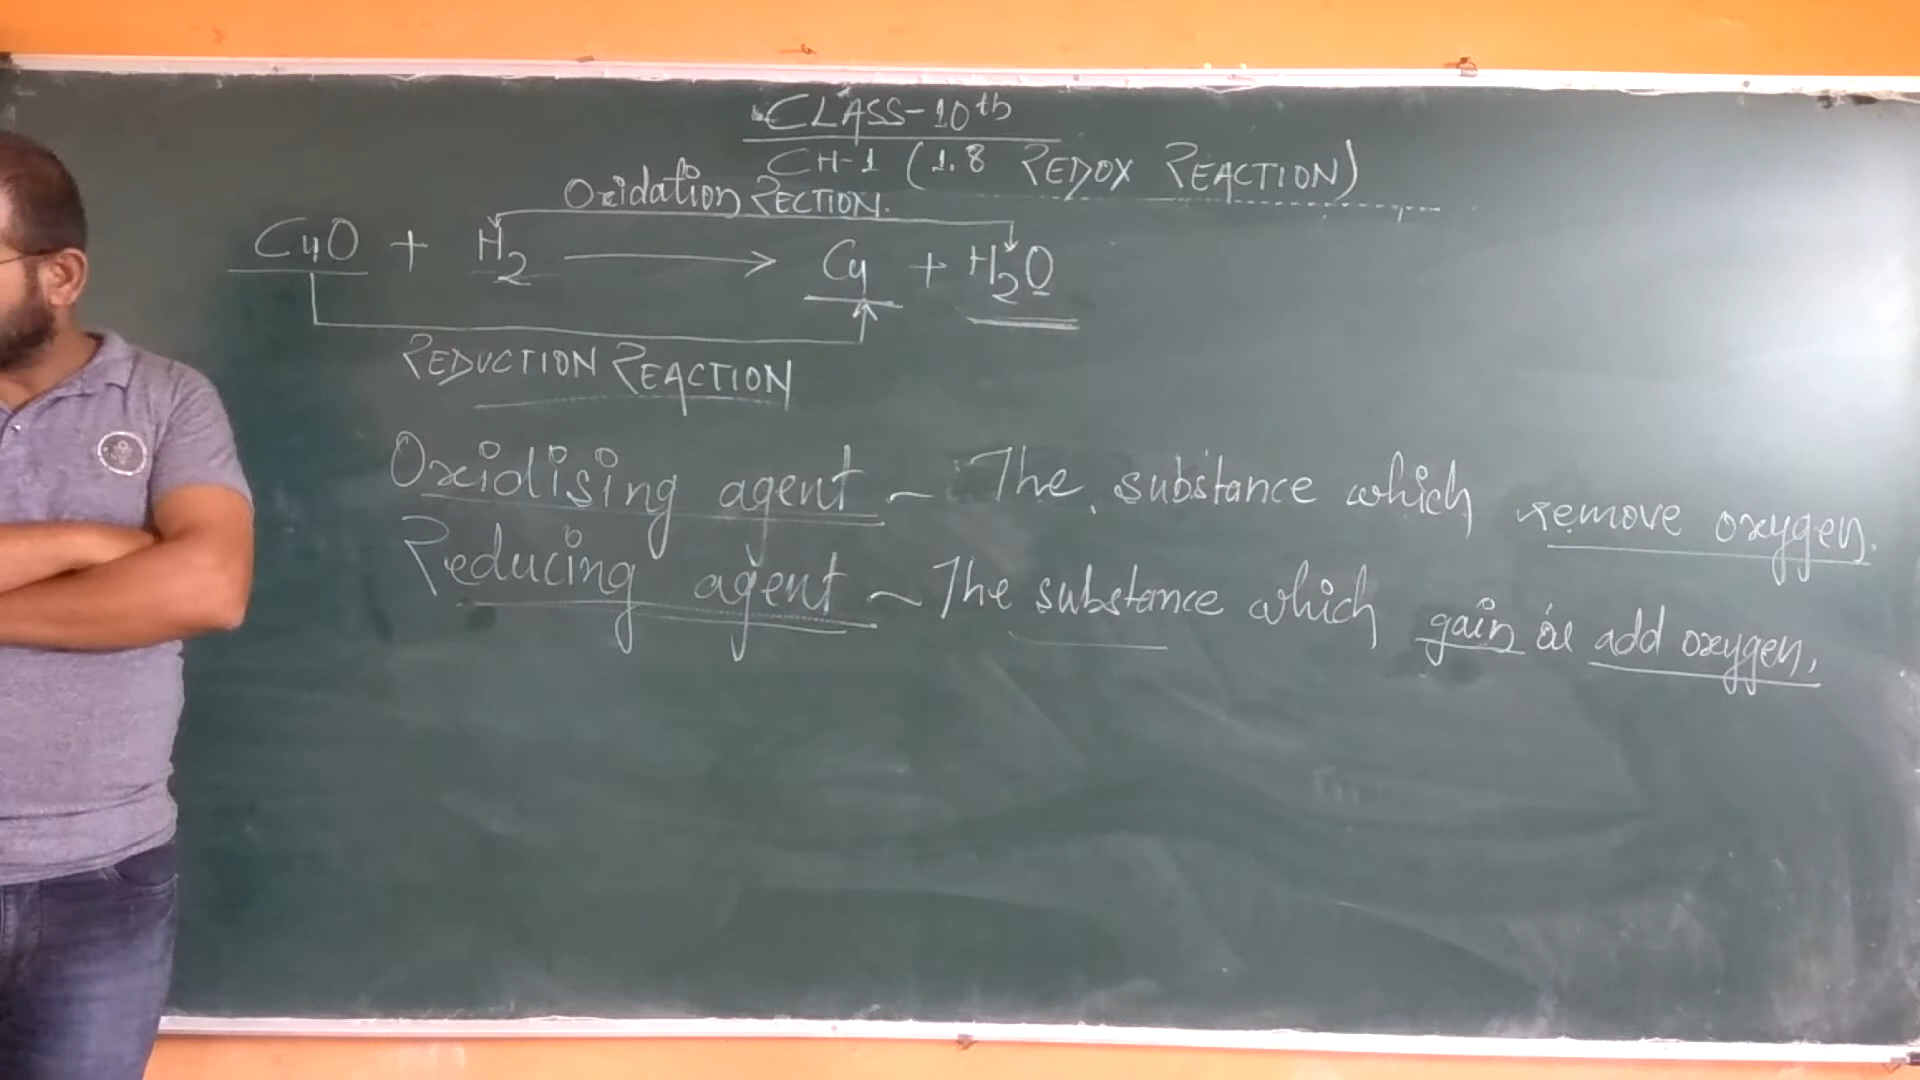 CLASS-10th
CH-1 (1.8 REDOX REACTION)
Oxidation RECTION.
CuO + H2 → Cu + H2O
REDUCTION REACTION
Oxidising agent - The substance which remove oxygen.
Reducing agent - The substance which gain or add oxygen.